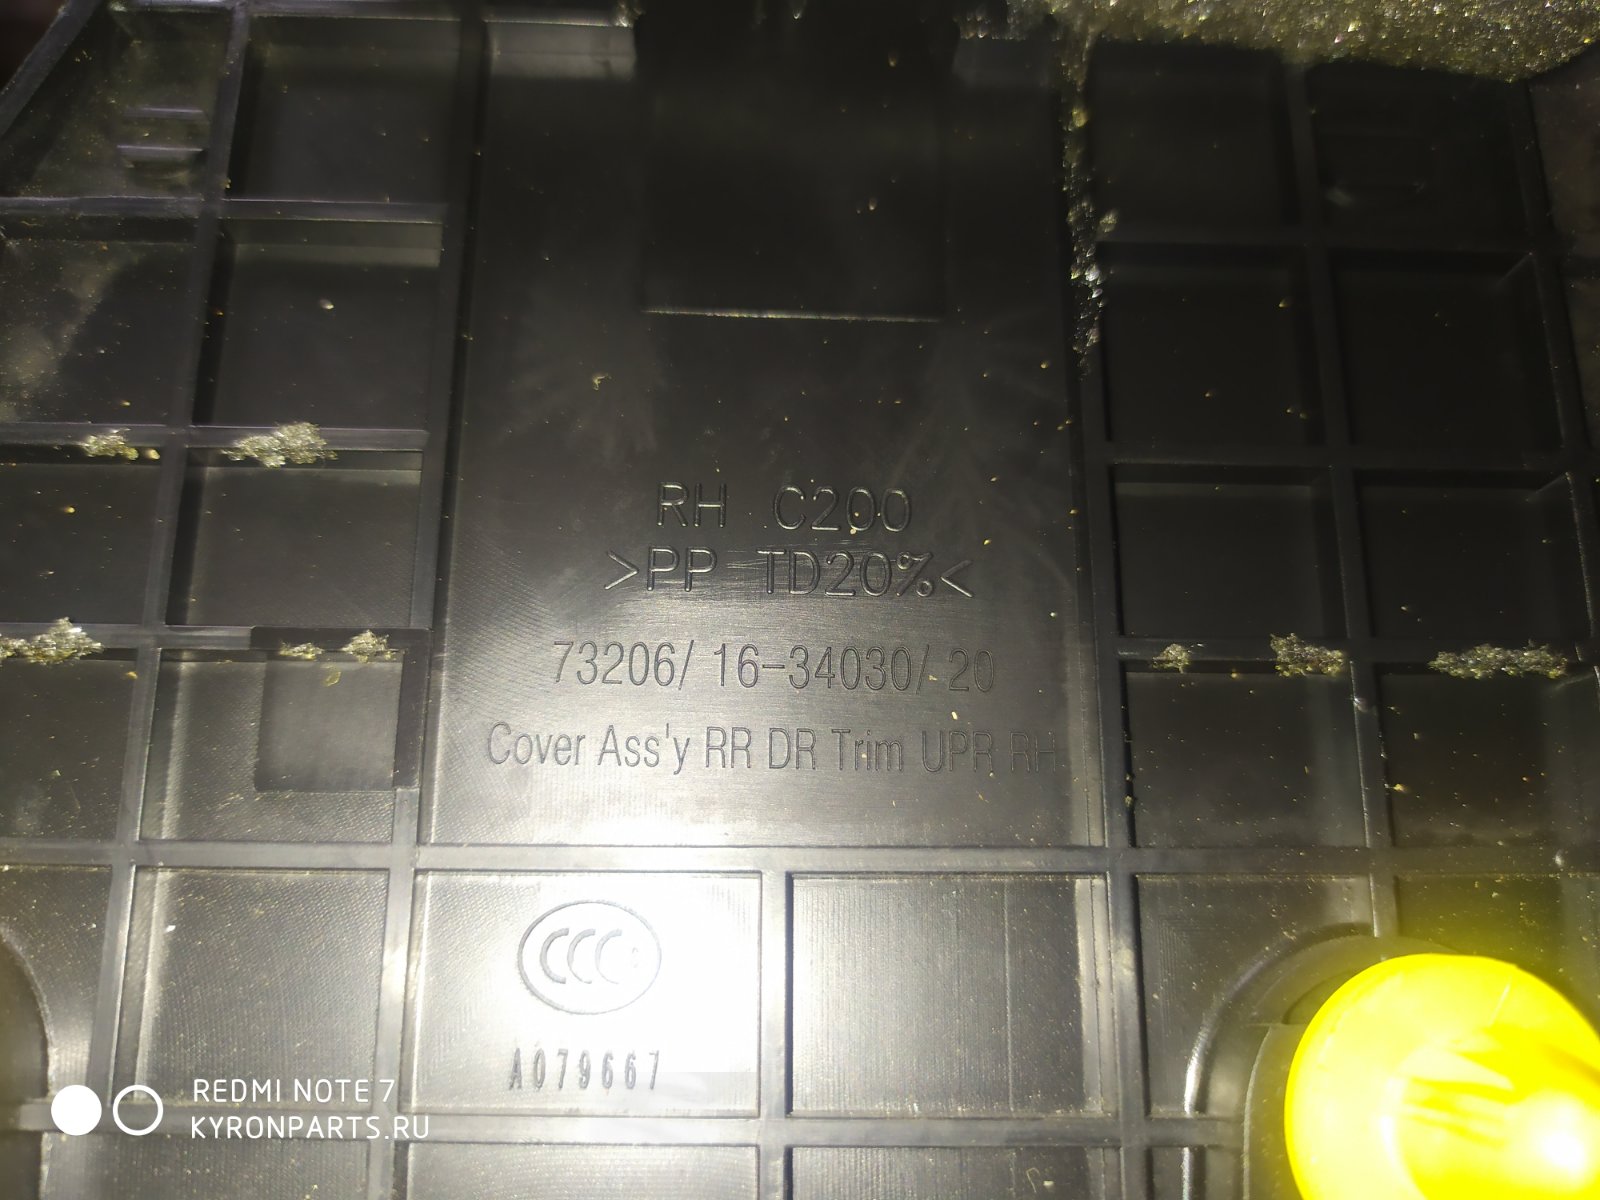 RH C200
>PP TD20%<
73206/ 16-34030/ 20
Cover Ass'y RR DR Trim UPR RH
CCC
A079667
REDMI NOTE 7
KYRONPARTS.RU